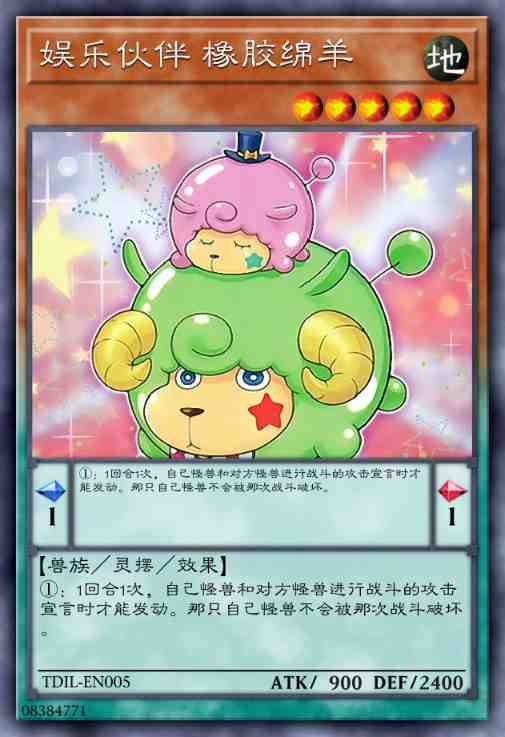 娱乐伙伴 橡胶绵羊
地
①：1回合1次，自己怪兽和对方怪兽进行战斗的攻击宣言时才
能发动。那只自己怪兽不会被那次战斗破坏。
1
1
【兽族／灵摆／效果】
①：1回合1次，自己怪兽和对方怪兽进行战斗的攻击
宣言时才能发动。那只自己怪兽不会被那次战斗破坏
。
TDIL-EN005
ATK/ 900 DEF/2400
08384771